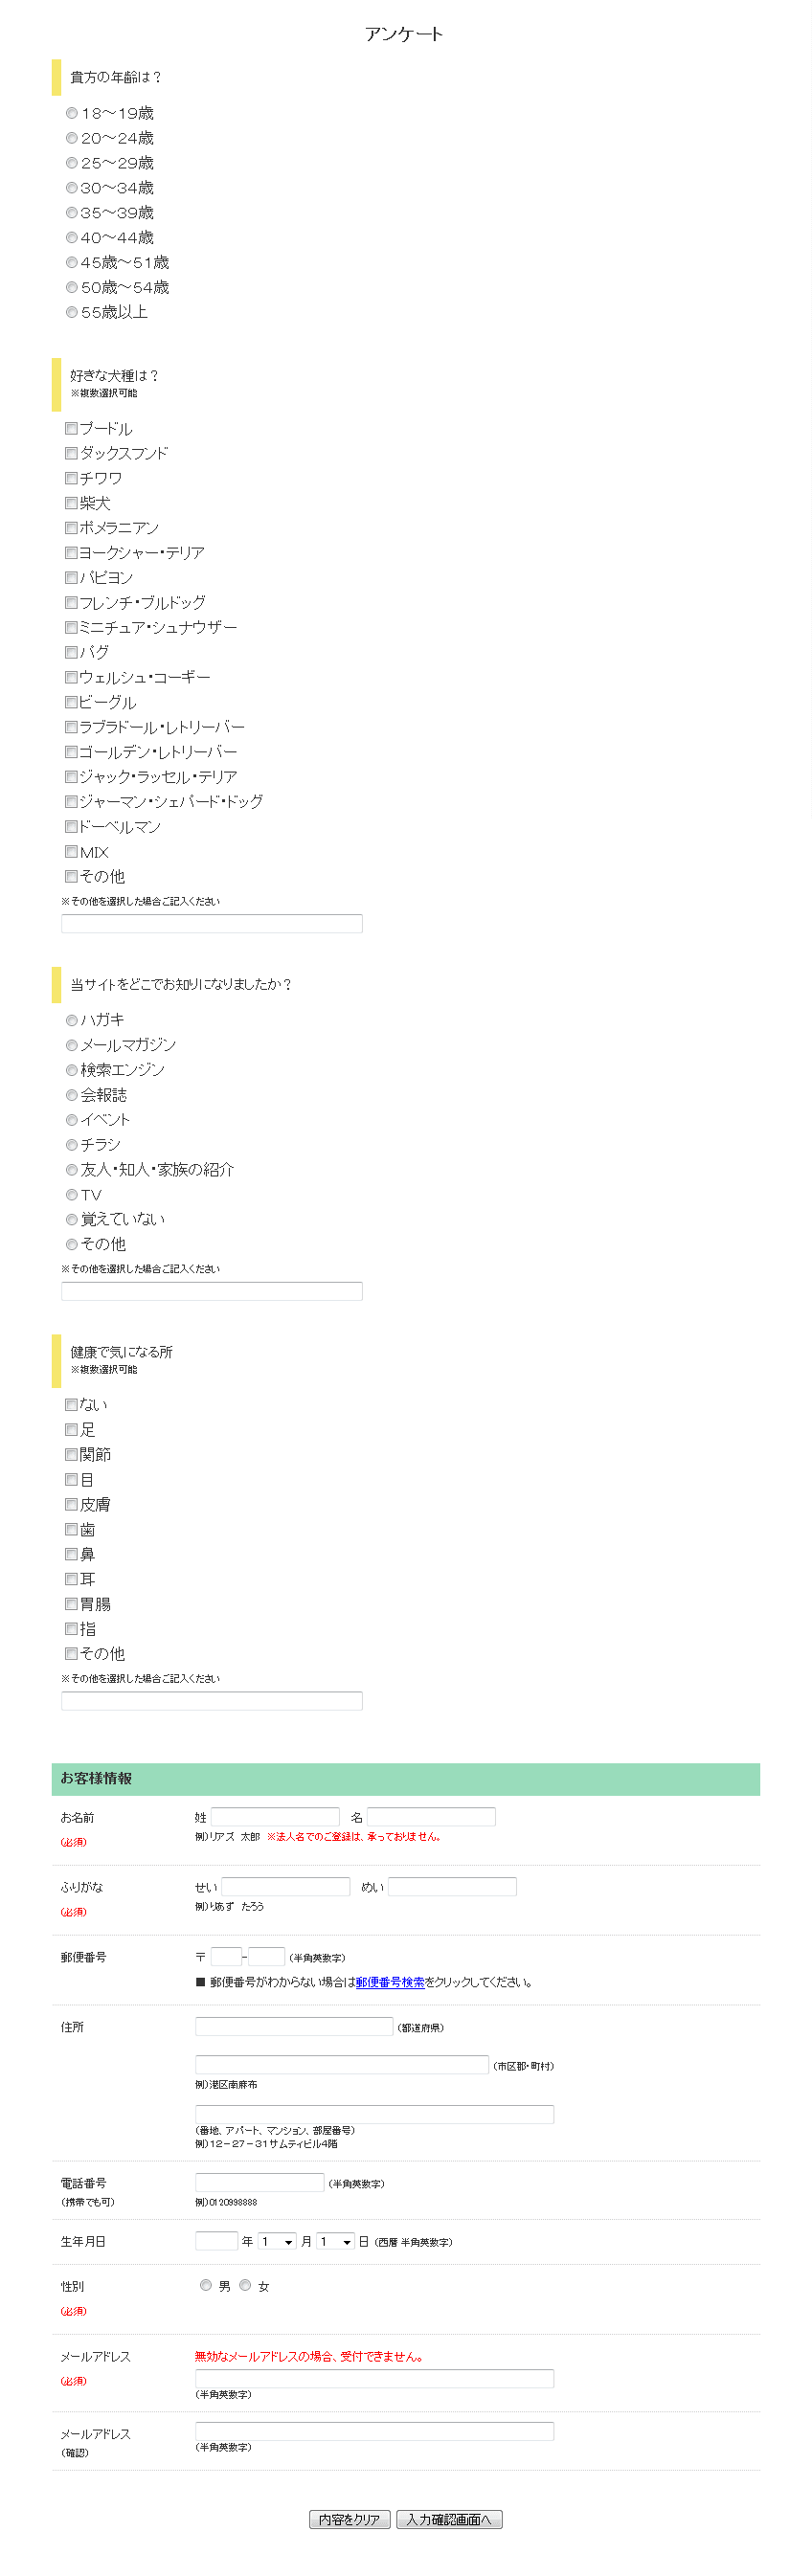 アンケート
貴方の年齢は？
18～19歳
20～24歳
25～29歳
30～34歳
35～39歳
40～44歳
45歳～51歳
50歳～54歳
55歳以上
好きな犬種は？
※複数選択可能
プードル
ダックスフンド
チワワ
柴犬
ポメラニアン
ヨークシャー・テリア
パピヨン
フレンチ・ブルドッグ
ミニチュア・シュナウザー
パグ
ウェルシュ・コーギー
ビーグル
ラブラドール・レトリーバー
ゴールデン・レトリーバー
ジャック・ラッセル・テリア
ジャーマン・シェパード・ドッグ
ドーベルマン
MIX
その他
※その他を選択した場合ご記入ください
当サイトをどこでお知りになりましたか？
ハガキ
メールマガジン
検索エンジン
会報誌
イベント
チラシ
友人・知人・家族の紹介
TV
覚えていない
その他
※その他を選択した場合ご記入ください
健康で気になる所
※複数選択可能
ない
足
関節
目
皮膚
歯
鼻
耳
胃腸
指
その他
※その他を選択した場合ご記入ください
お客様情報
お名前 姓 名
(必須) 例)リアズ 太郎 ※法人名でのご登録は、承っておりません。
ふりがな せい めい
(必須) 例)りあず たろう
郵便番号 〒 - (半角英数字)
■ 郵便番号がわからない場合は郵便番号検索をクリックしてください。
住所 (都道府県)
(市区郡・町村)
例)港区南麻布
(番地、アパート、マンション、部屋番号)
例)12－27－31サムティビル4階
電話番号 (半角英数字)
(携帯でも可) 例)0120998888
生年月日 年 1 月 1 日 (西暦 半角英数字)
性別 男 女
(必須)
メールアドレス 無効なメールアドレスの場合、受付できません。
(必須)
(半角英数字)
メールアドレス
(確認) (半角英数字)
内容をクリア 入力確認画面へ